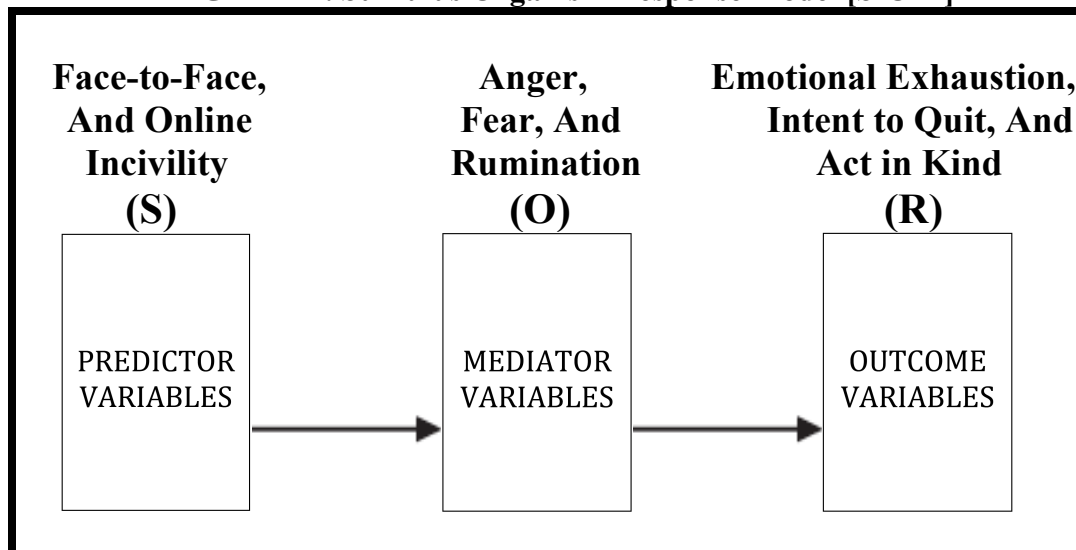 Face-to-Face,
And Online
Incivility
(S)
Anger,
Fear, And
Rumination
(O)
Emotional Exhaustion,
Intent to Quit, And
Act in Kind
(R)
PREDICTOR
VARIABLES
MEDIATOR
VARIABLES
OUTCOME
VARIABLES